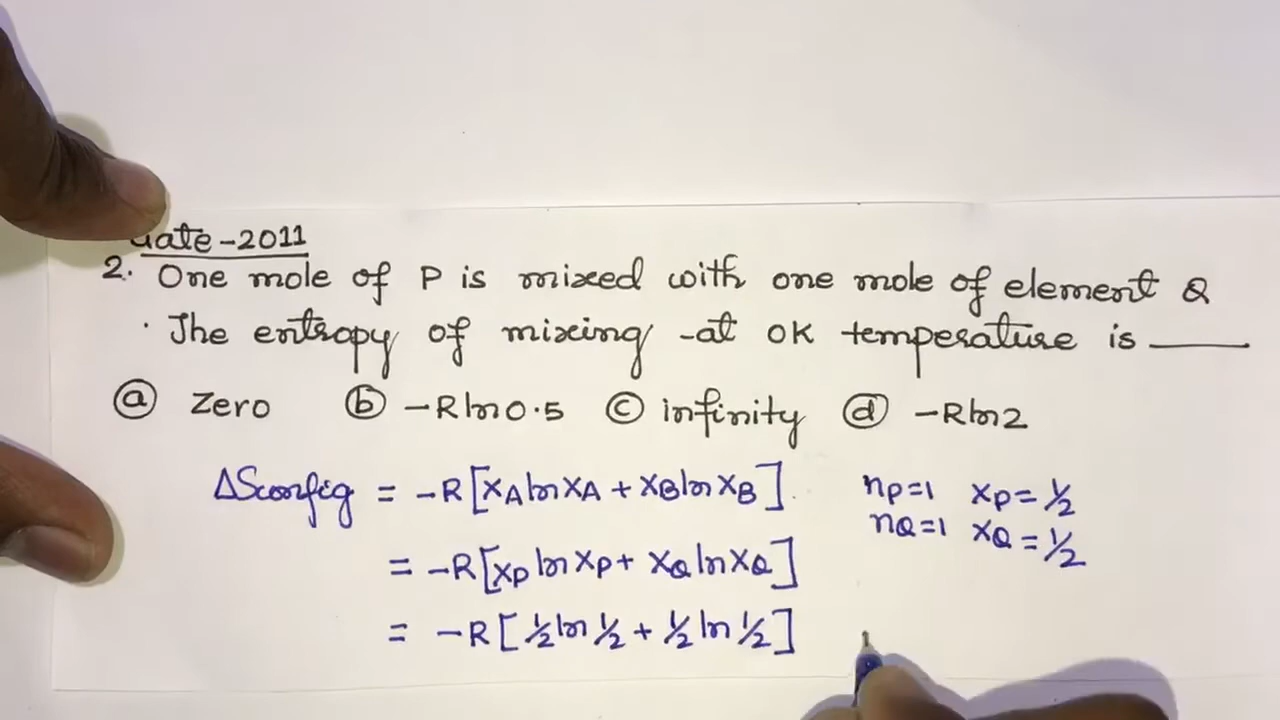 Gate-2011
2. One mole of P is mixed with one mole of element Q
. The entropy of mixing at 0K temperature is ____
ⓐ Zero ⓑ -Rln0.5 ⓒ infinity ⓓ -Rln2
ΔSconfig = -R[XAlnXA + XBlnXB]. nP=1 XP=1/2
nQ=1 XQ=1/2
= -R[XPlnXP+ XQlnXQ]
= -R[1/2ln1/2+1/2ln1/2]